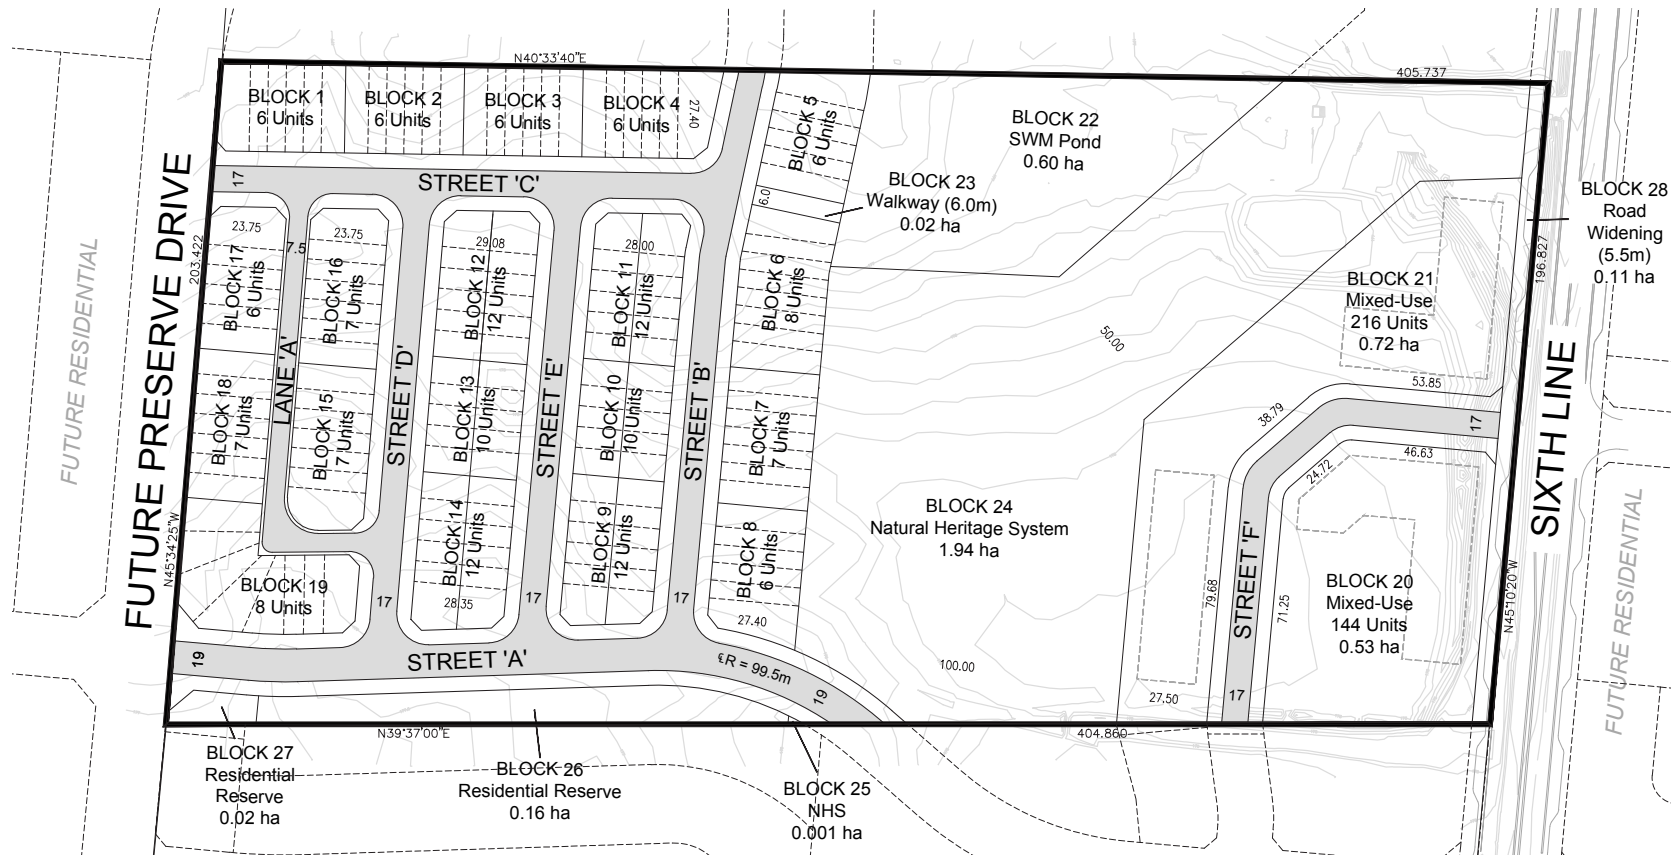 N40°33'40"E
405.737
BLOCK 1
6 Units
BLOCK 2
6 Units
BLOCK 3
6 Units
BLOCK 4
6 Units
27.40
BLOCK 5
6 Units
BLOCK 22
SWM Pond
0.60 ha
BLOCK 23
Walkway (6.0m)
0.02 ha
6.0
BLOCK 28
Road
Widening
(5.5m)
0.11 ha
17
STREET 'C'
FUTURE RESIDENTIAL
FUTURE PRESERVE DRIVE
203.422
N45°34'25"W
23.75
BLOCK 17
6 Units
7.5
23.75
BLOCK 16
7 Units
29.08
BLOCK 12
12 Units
28.00
BLOCK 11
12 Units
BLOCK 6
8 Units
BLOCK 21
Mixed-Use
216 Units
0.72 ha
196.827
50.00
BLOCK 18
7 Units
LANE 'A'
BLOCK 15
7 Units
STREET 'D'
BLOCK 13
10 Units
STREET 'E'
BLOCK 10
10 Units
STREET 'B'
BLOCK 7
7 Units
53.85
38.79
17
46.63
24.72
SIXTH LINE
FUTURE RESIDENTIAL
BLOCK 24
Natural Heritage System
1.94 ha
BLOCK 19
8 Units
17
BLOCK 14
12 Units
28.35
17
BLOCK 9
12 Units
17
BLOCK 8
6 Units
27.40
79.68
STREET 'F'
71.25
BLOCK 20
Mixed-Use
144 Units
0.53 ha
N45°10'20"W
19
STREET 'A'
℄R = 99.5m
19
100.00
27.50
17
N39°37'00"E
404.860
BLOCK 27
Residential
Reserve
0.02 ha
BLOCK 26
Residential Reserve
0.16 ha
BLOCK 25
NHS
0.001 ha